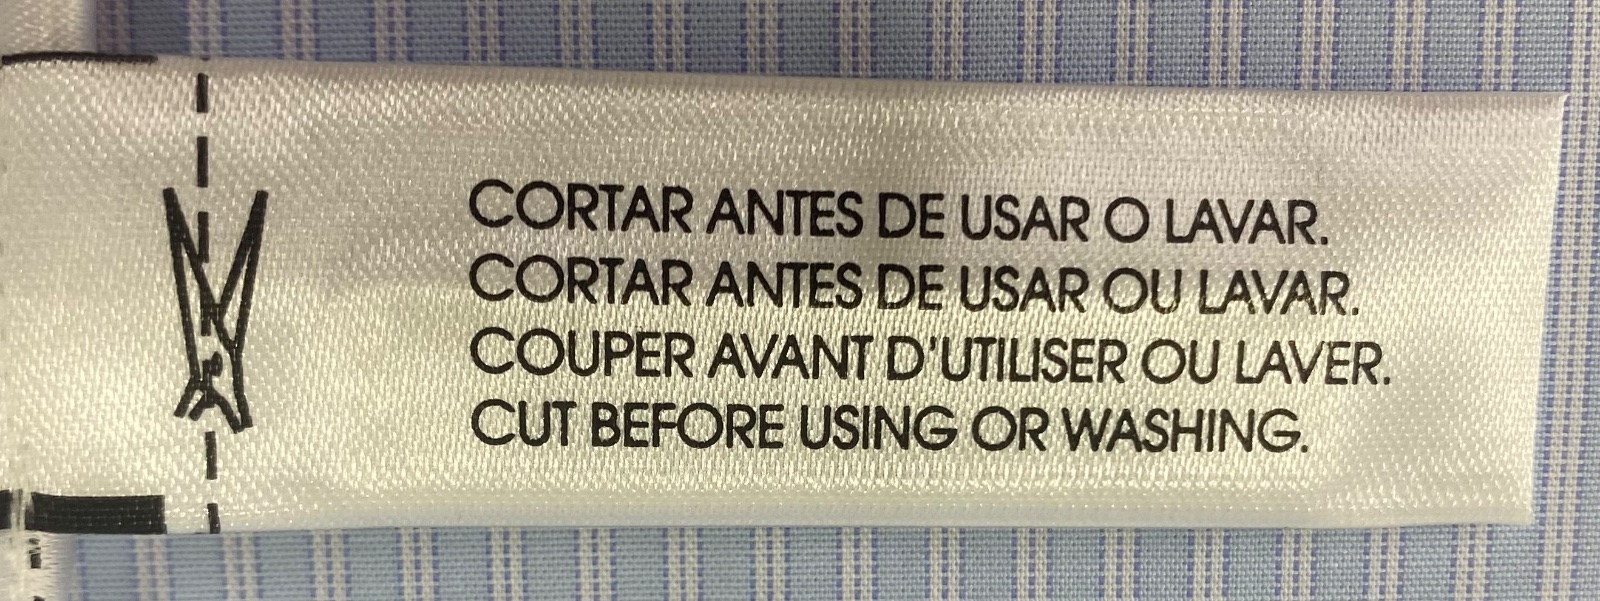 CORTAR ANTES DE USAR O LAVAR.
CORTAR ANTES DE USAR OU LAVAR.
COUPER AVANT D'UTILISER OU LAVER.
CUT BEFORE USING OR WASHING.